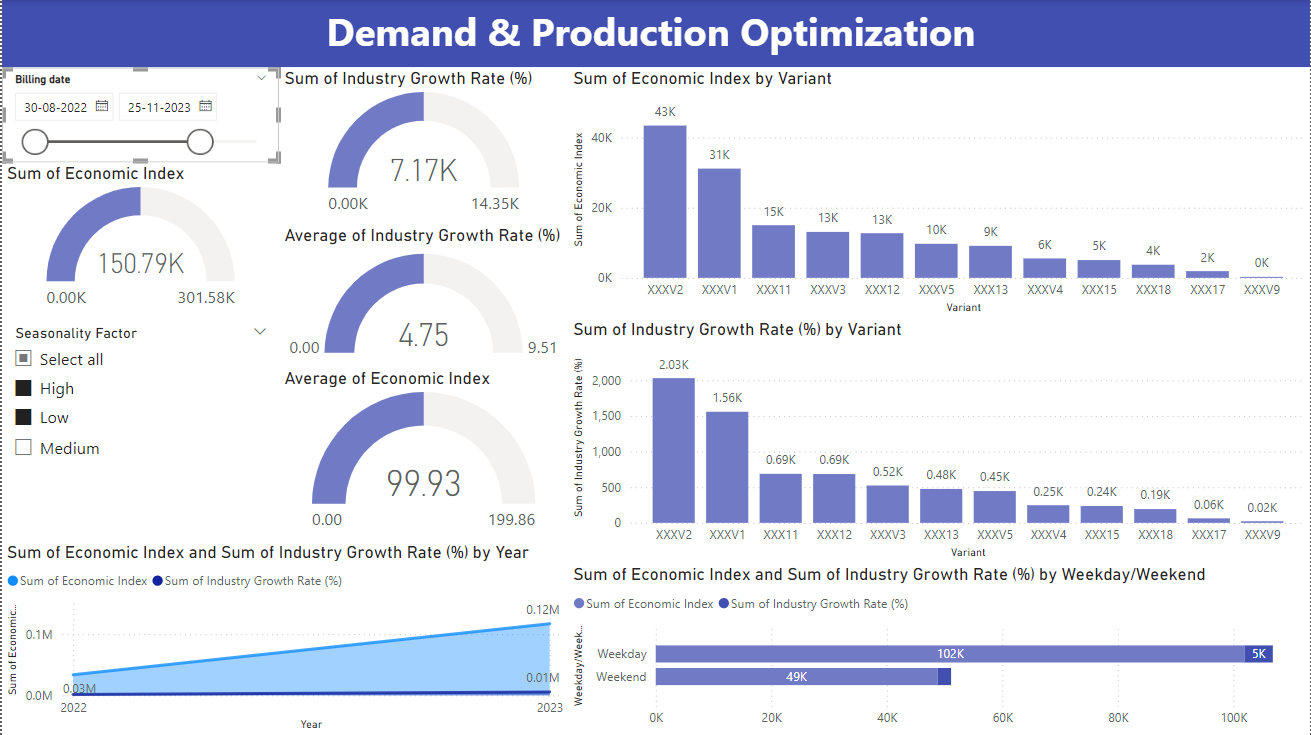 Demand & Production Optimization
Billing date
30-08-2022 25-11-2023
Sum of Economic Index
150.79K
0.00K 301.58K
Seasonality Factor
Select all
High
Low
Medium
Sum of Industry Growth Rate (%)
7.17K
0.00K 14.35K
Average of Industry Growth Rate (%)
4.75
0.00 9.51
Average of Economic Index
99.93
0.00 199.86
Sum of Economic Index by Variant
Sum of Economic Index
40K
20K
0K
43K 31K 15K 13K 13K 10K 9K 6K 5K 4K 2K 0K
XXXV2 XXXV1 XXX11 XXXV3 XXX12 XXXV5 XXX13 XXXV4 XXX15 XXX18 XXX17 XXXV9
Variant
Sum of Industry Growth Rate (%) by Variant
Sum of Industry Growth Rate (%)
2,000
1,500
1,000
500
0
2.03K 1.56K 0.69K 0.69K 0.52K 0.48K 0.45K 0.25K 0.24K 0.19K 0.06K 0.02K
XXXV2 XXXV1 XXX11 XXX12 XXXV3 XXX13 XXXV5 XXXV4 XXX15 XXX18 XXX17 XXXV9
Variant
Sum of Economic Index and Sum of Industry Growth Rate (%) by Year
Sum of Economic Index Sum of Industry Growth Rate (%)
Sum of Economic...
0.1M
0.0M
0.03M
0.12M
0.01M
2022 2023
Year
Sum of Economic Index and Sum of Industry Growth Rate (%) by Weekday/Weekend
Sum of Economic Index Sum of Industry Growth Rate (%)
Weekday/Week...
Weekday 102K 5K
Weekend 49K
0K 20K 40K 60K 80K 100K